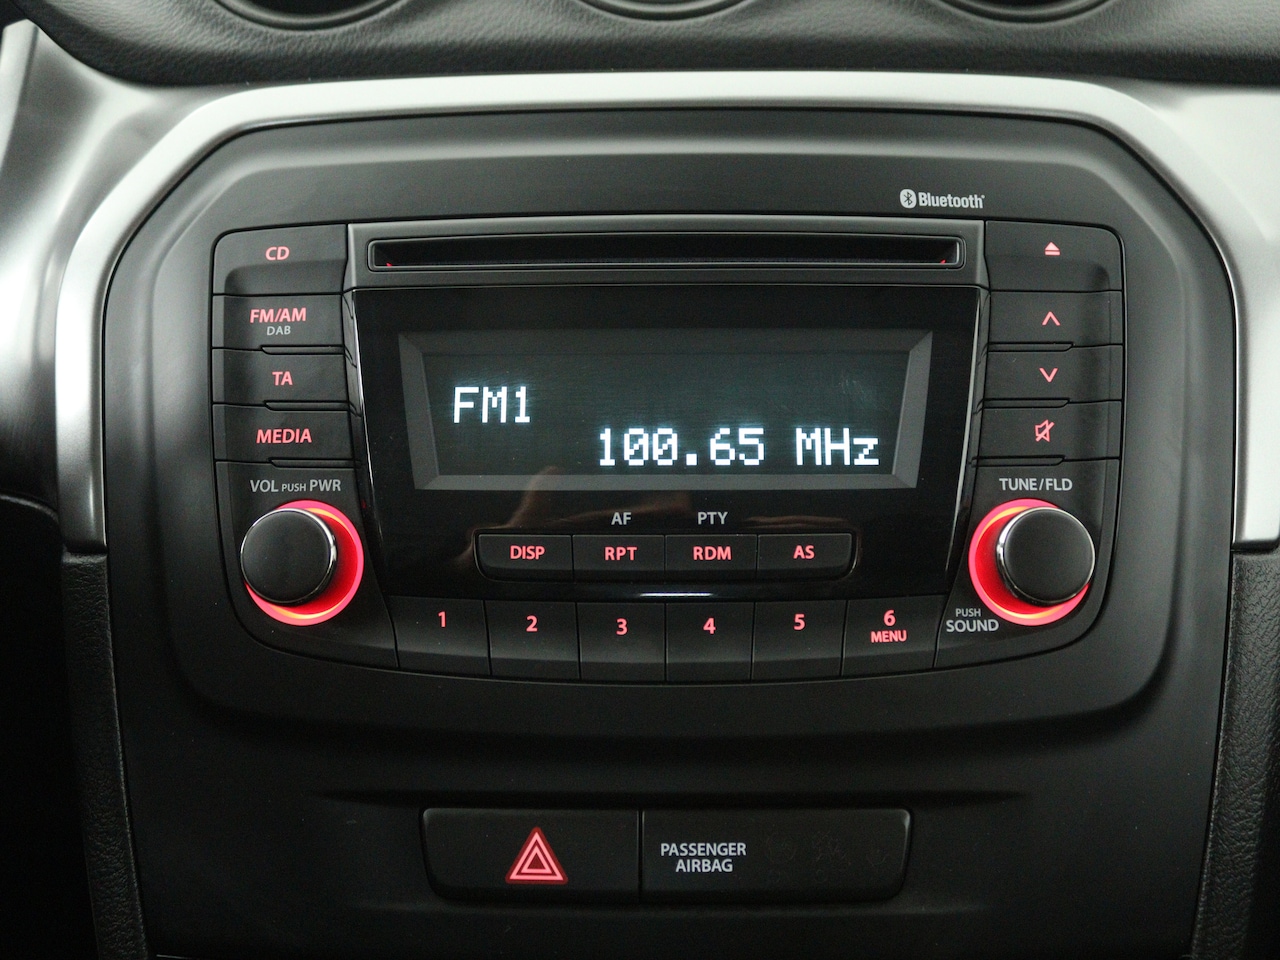 Bluetooth
CD
FM/AM
DAB
TA
MEDIA
VOL PUSH PWR
FM1
100.65 MHz
TUNE/FLD
AF PTY
DISP RPT RDM AS
1 2 3 4 5 6
MENU
PUSH
SOUND
PASSENGER
AIRBAG